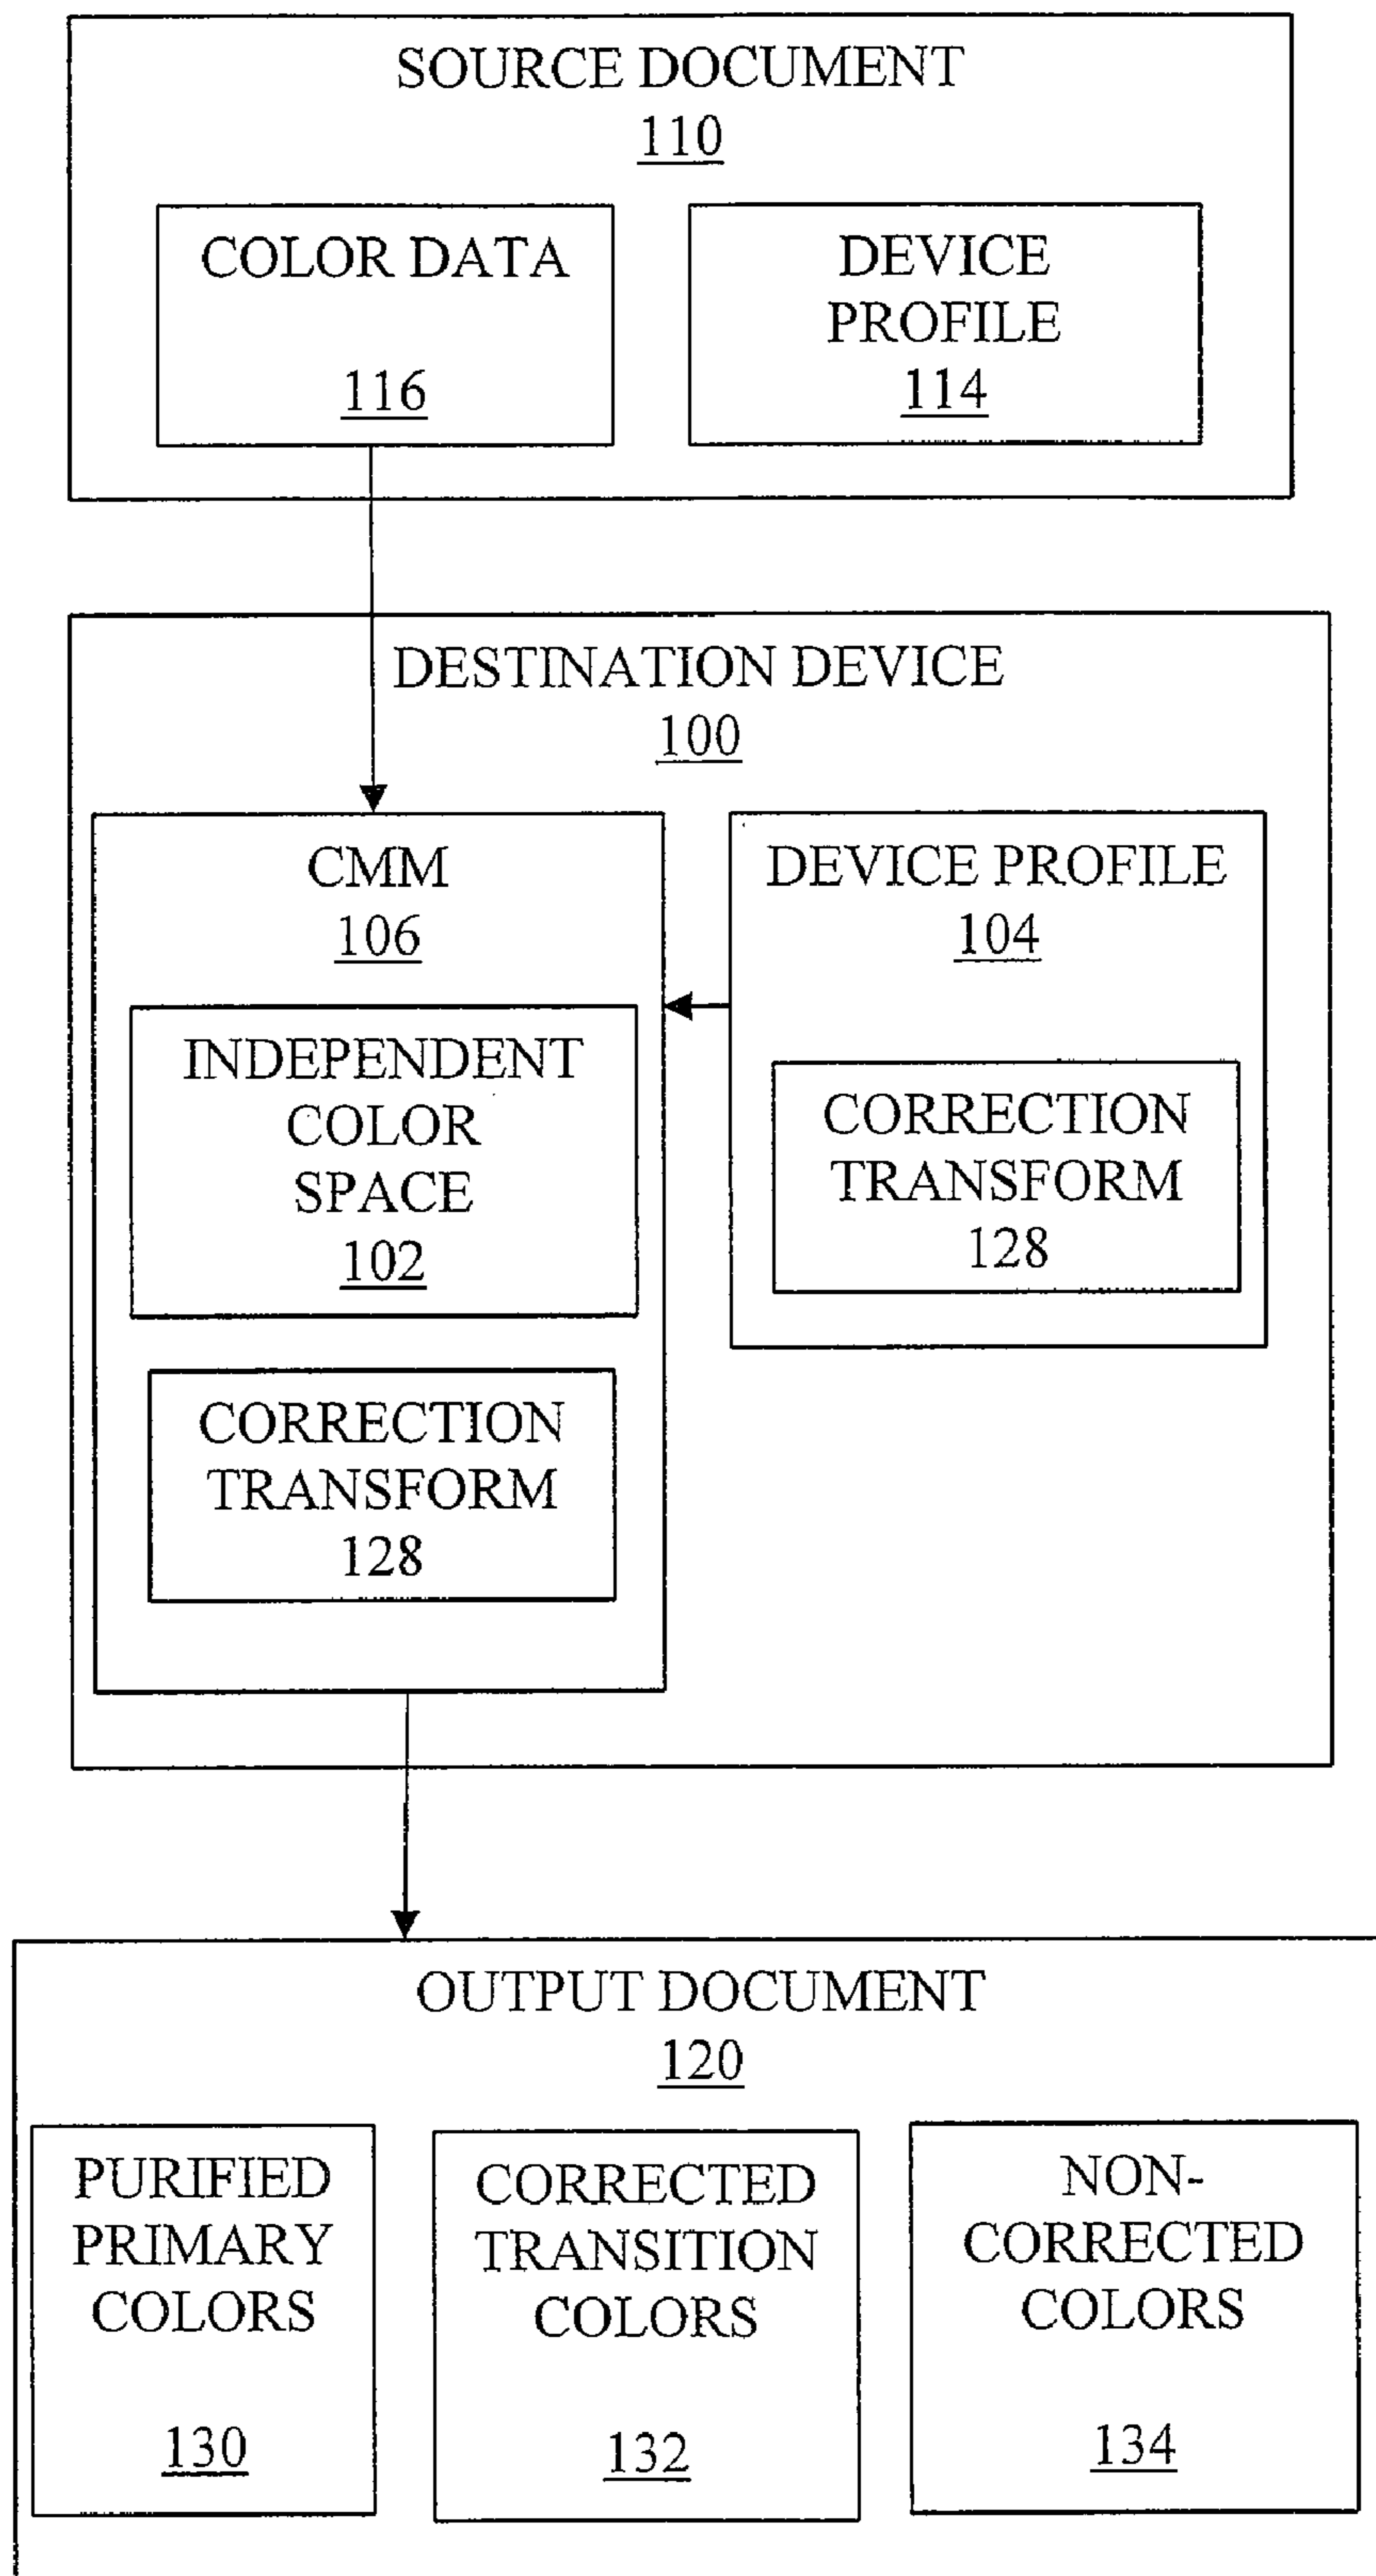 SOURCE DOCUMENT
110
COLOR DATA
116
DEVICE
PROFILE
114
DESTINATION DEVICE
100
CMM
106
INDEPENDENT
COLOR
SPACE
102
CORRECTION
TRANSFORM
128
DEVICE PROFILE
104
CORRECTION
TRANSFORM
128
OUTPUT DOCUMENT
120
PURIFIED
PRIMARY
COLORS
130
CORRECTED
TRANSITION
COLORS
132
NON-
CORRECTED
COLORS
134